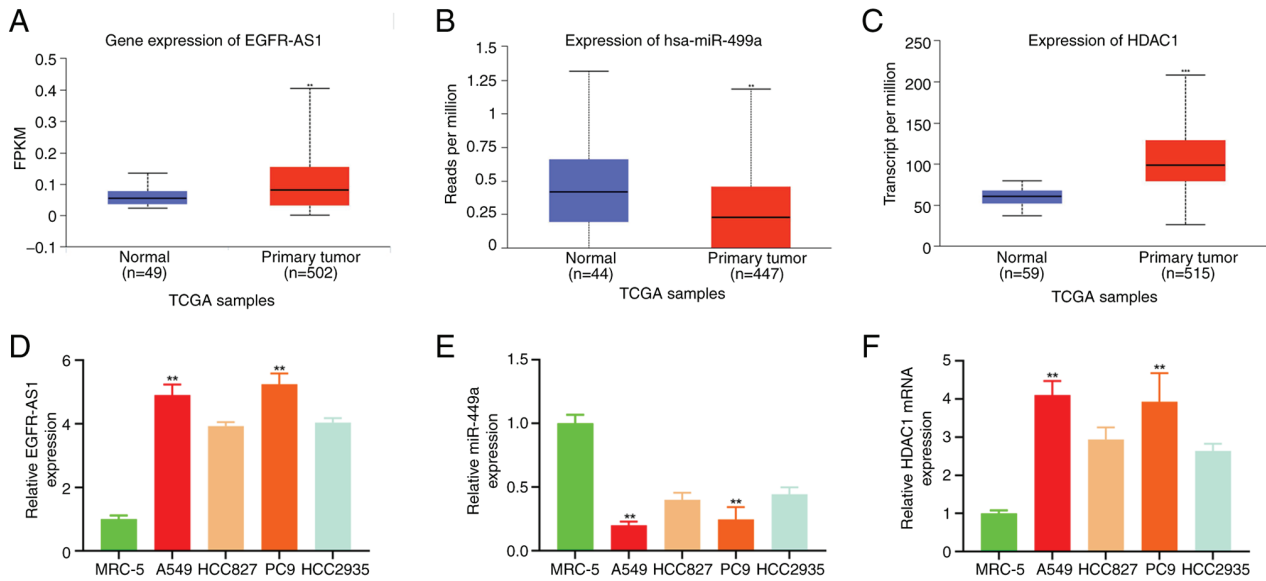 A
Gene expression of EGFR-AS1
FPKM
0.5
0.4
0.3
0.2
0.1
0
−0.1
**
Normal
(n=49)
Primary tumor
(n=502)
TCGA samples
B
Expression of hsa-miR-499a
Reads per million
1.5
1.25
1
0.75
0.5
0.25
0
**
Normal
(n=44)
Primary tumor
(n=447)
TCGA samples
C
Expression of HDAC1
Transcript per million
250
200
150
100
50
0
***
Normal
(n=59)
Primary tumor
(n=515)
TCGA samples
D
Relative EGFR-AS1
expression
6
4
2
0
**
**
MRC-5 A549 HCC827 PC9 HCC2935
E
Relative miR-449a
expression
1.5
1.0
0.5
0.0
**
**
MRC-5 A549 HCC827 PC9 HCC2935
F
Relative HDAC1 mRNA
expression
5
4
3
2
1
0
**
**
MRC-5 A549 HCC827 PC9 HCC2935